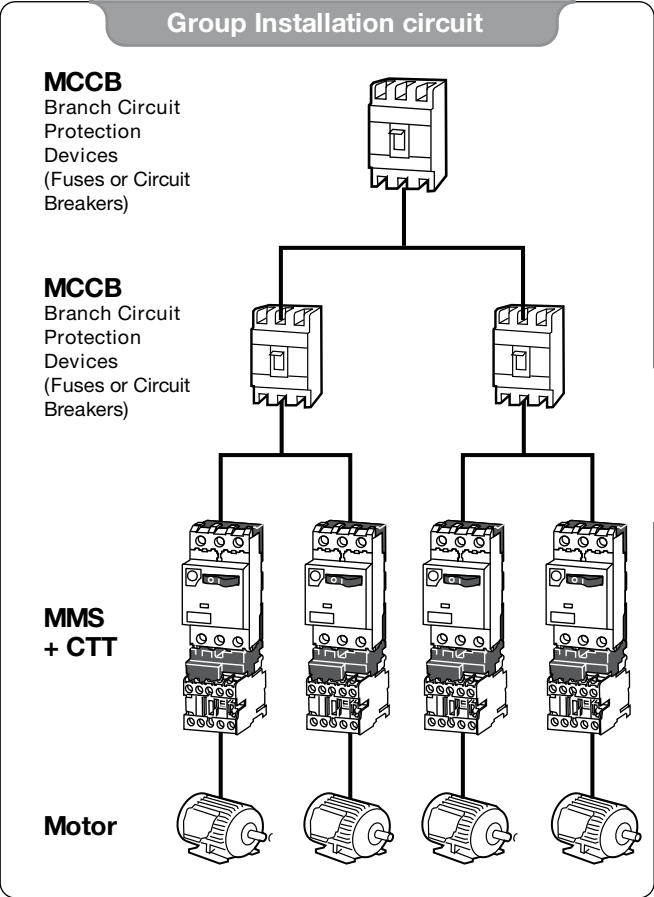 Group Installation circuit
MCCB
Branch Circuit
Protection
Devices
(Fuses or Circuit
Breakers)
MCCB
Branch Circuit
Protection
Devices
(Fuses or Circuit
Breakers)
MMS
+ CTT
Motor